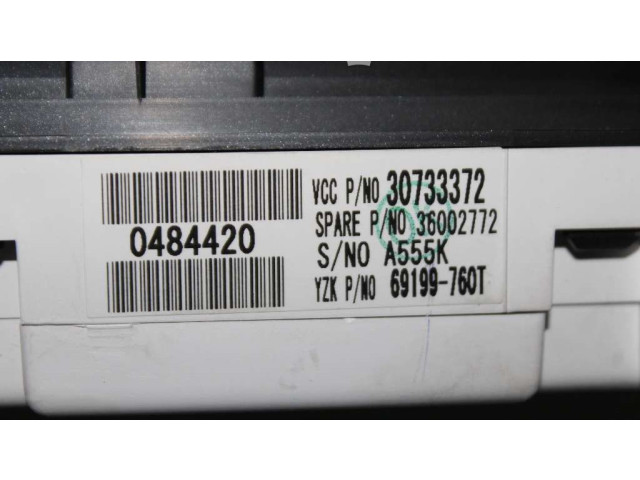 0484420
VCC P/NO 30733372
SPARE P/NO 36002772
S/NO A555K
YZK P/NO 69199-760T